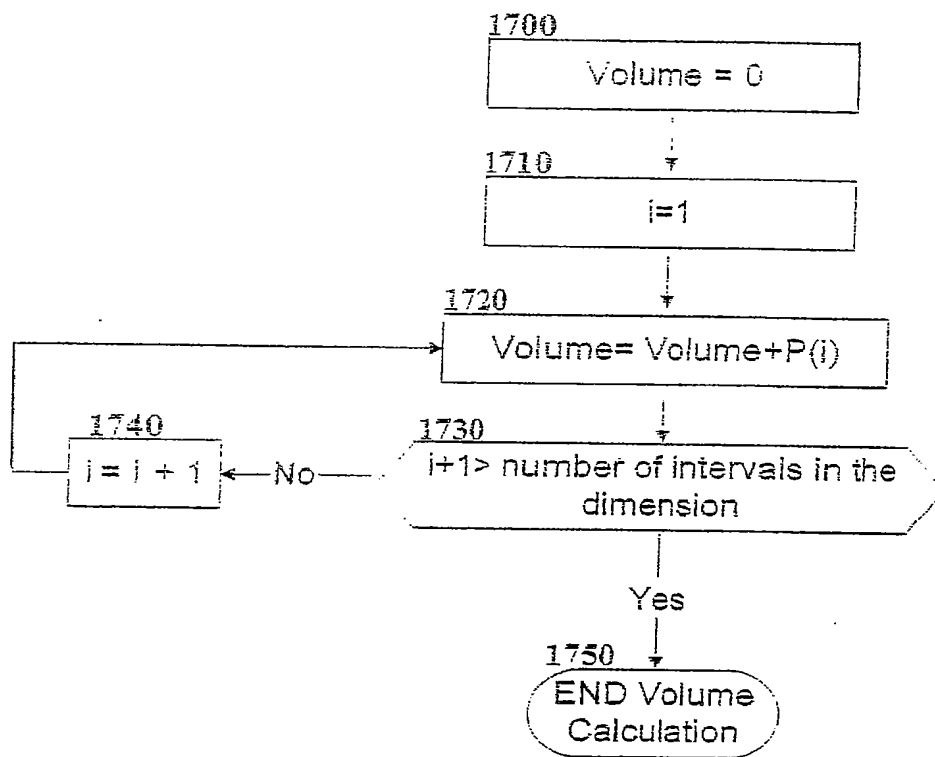 1700
Volume = 0
1710
i=1
1720
Volume= Volume+P(i)
1730
i+1> number of intervals in the
dimension
No
1740
i = i + 1
Yes
1750
END Volume
Calculation